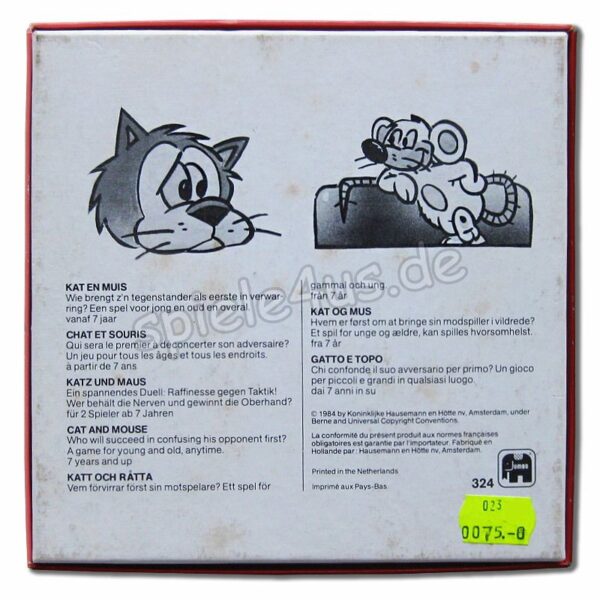 KAT EN MUIS
Wie brengt z'n tegenstander als eerste in verwar-
ring? Een spel voor jong en oud en overal.
vanaf 7 jaar
CHAT ET SOURIS
Qui sera le premier à déconcerter son adversaire?
Un jeu pour tous les âges et tous les endroits.
à partir de 7 ans
KATZ UND MAUS
Ein spannendes Duell: Raffinesse gegen Taktik!
Wer behält die Nerven und gewinnt die Oberhand?
für 2 Spieler ab 7 Jahren
CAT AND MOUSE
Who will succeed in confusing his opponent first?
A game for young and old, anytime.
7 years and up
KATT OCH RÅTTA
Vem förvirrar först sin motspelare? Ett spel för
gammal och ung.
från 7 år
KAT OG MUS
Hvem er først om at bringe sin modspiller i vildrede?
Et spil for unge og ældre, kan spilles hvorsomhelst.
fra 7 år
GATTO E TOPO
Chi confonde il suo avversario per primo? Un gioco
per piccoli e grandi in qualsiasi luogo.
dai 7 anni in su
© 1984 by Koninklijke Hausemann en Hötte nv, Amsterdam, under
Berne and Universal Copyright Conventions.
La conformité du présent produit aux normes françaises
obligatoires est garantie par l'importateur. Fabriqué en
Hollande par: Hausemann en Hötte nv, Amsterdam.
Printed in the Netherlands
Imprimé aux Pays-Bas
324
Jumbo
023
0075.-0
spiele4us.de